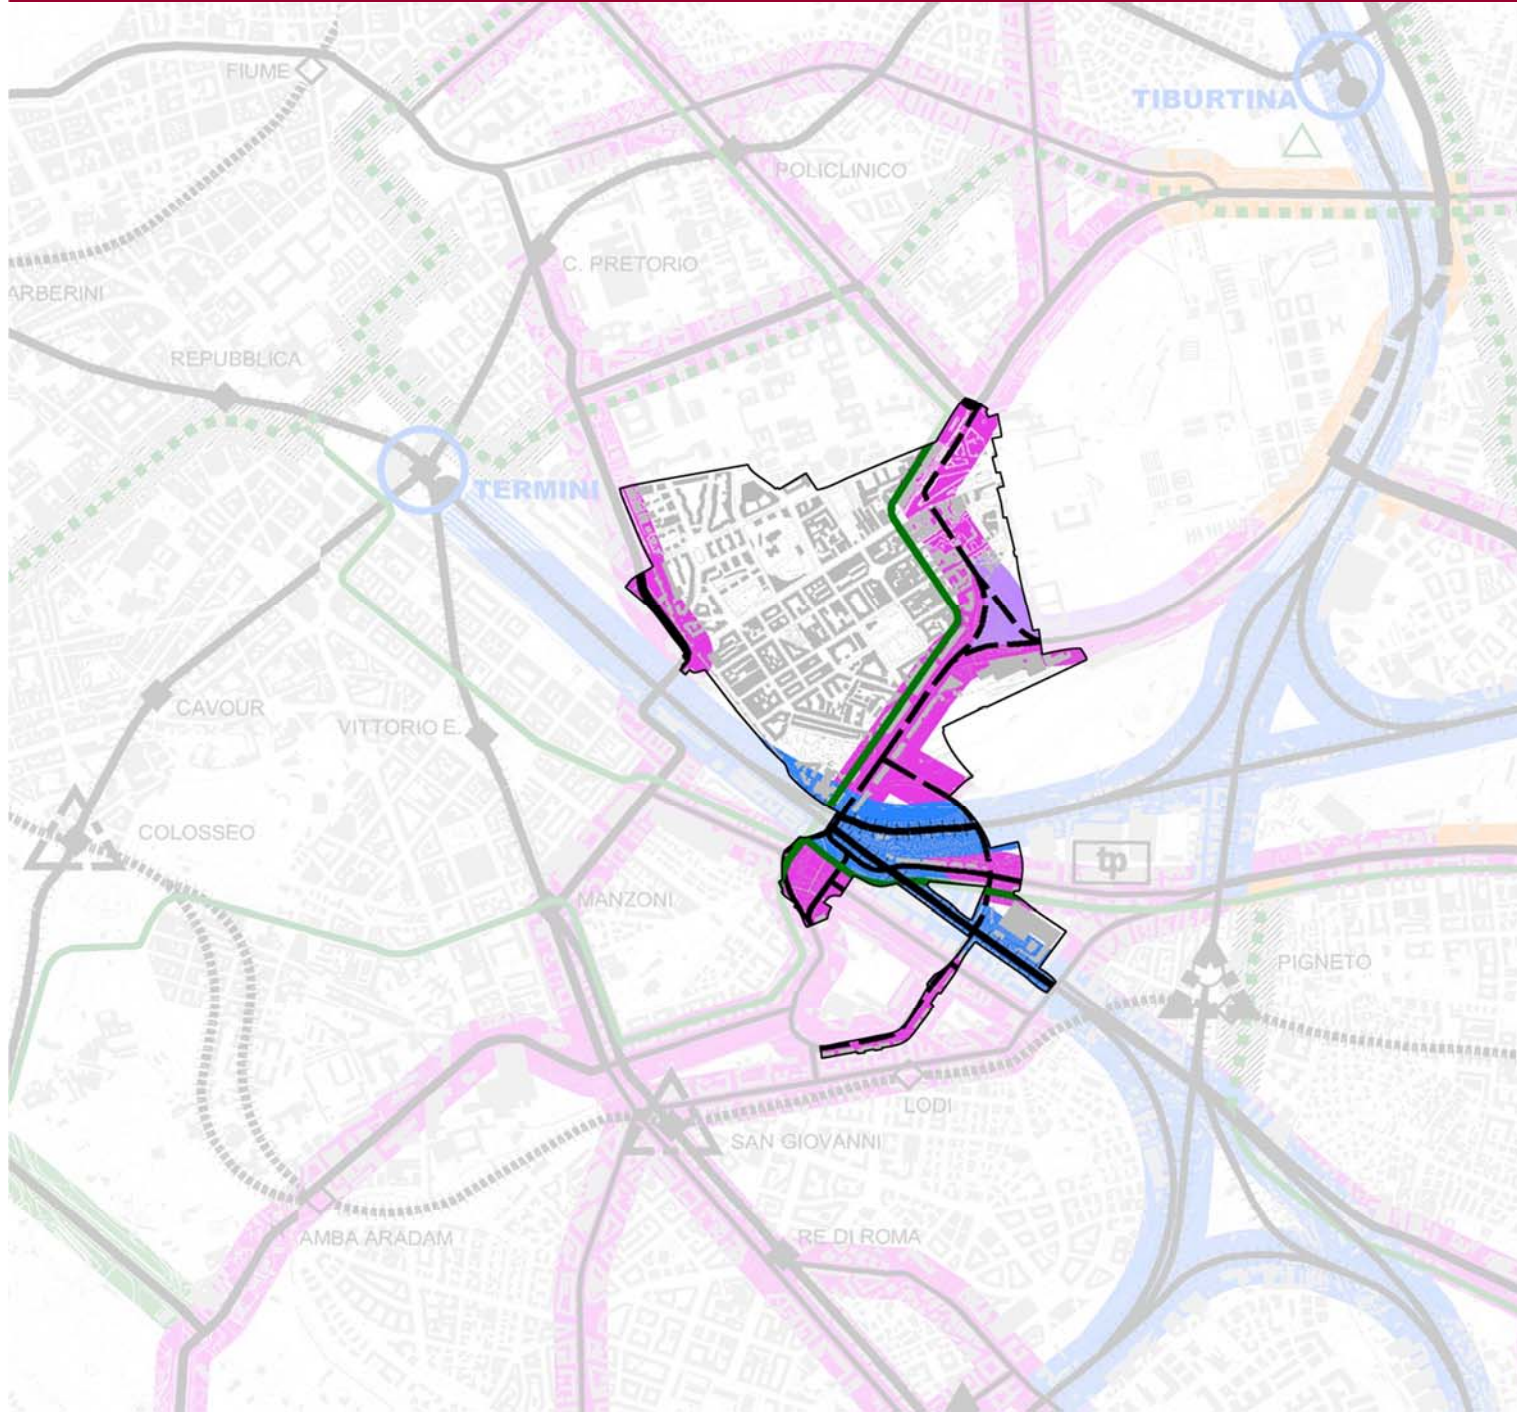 FIUME
TIBURTINA
POLICLINICO
C. PRETORIO
ARBERINI
REPUBBLICA
TERMINI
CAVOUR
VITTORIO E.
COLOSSEO
tp
MANZONI
PIGNETO
LODI
SAN GIOVANNI
AMBA ARADAM
RE DI ROMA